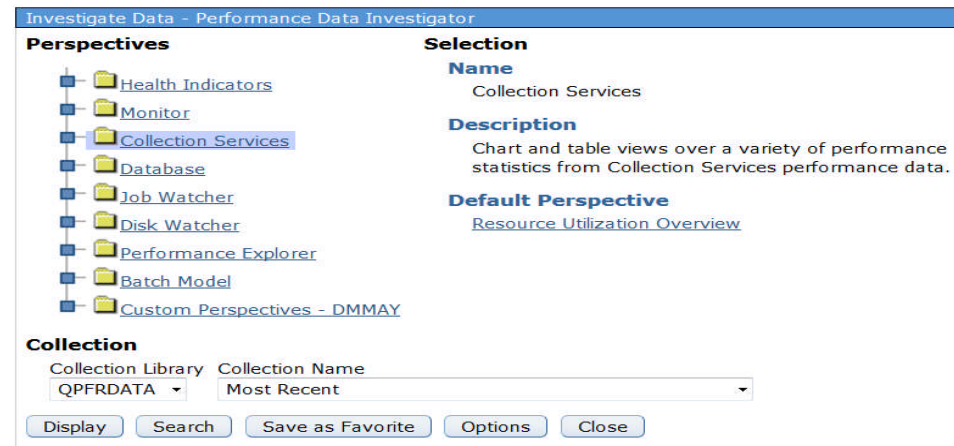 Investigate Data - Performance Data Investigator
Perspectives
Health Indicators
Monitor
Collection Services
Database
Job Watcher
Disk Watcher
Performance Explorer
Batch Model
Custom Perspectives - DMMAY
Selection
Name
Collection Services
Description
Chart and table views over a variety of performance
statistics from Collection Services performance data.
Default Perspective
Resource Utilization Overview
Collection
Collection Library Collection Name
QPFRDATA Most Recent
Display Search Save as Favorite Options Close